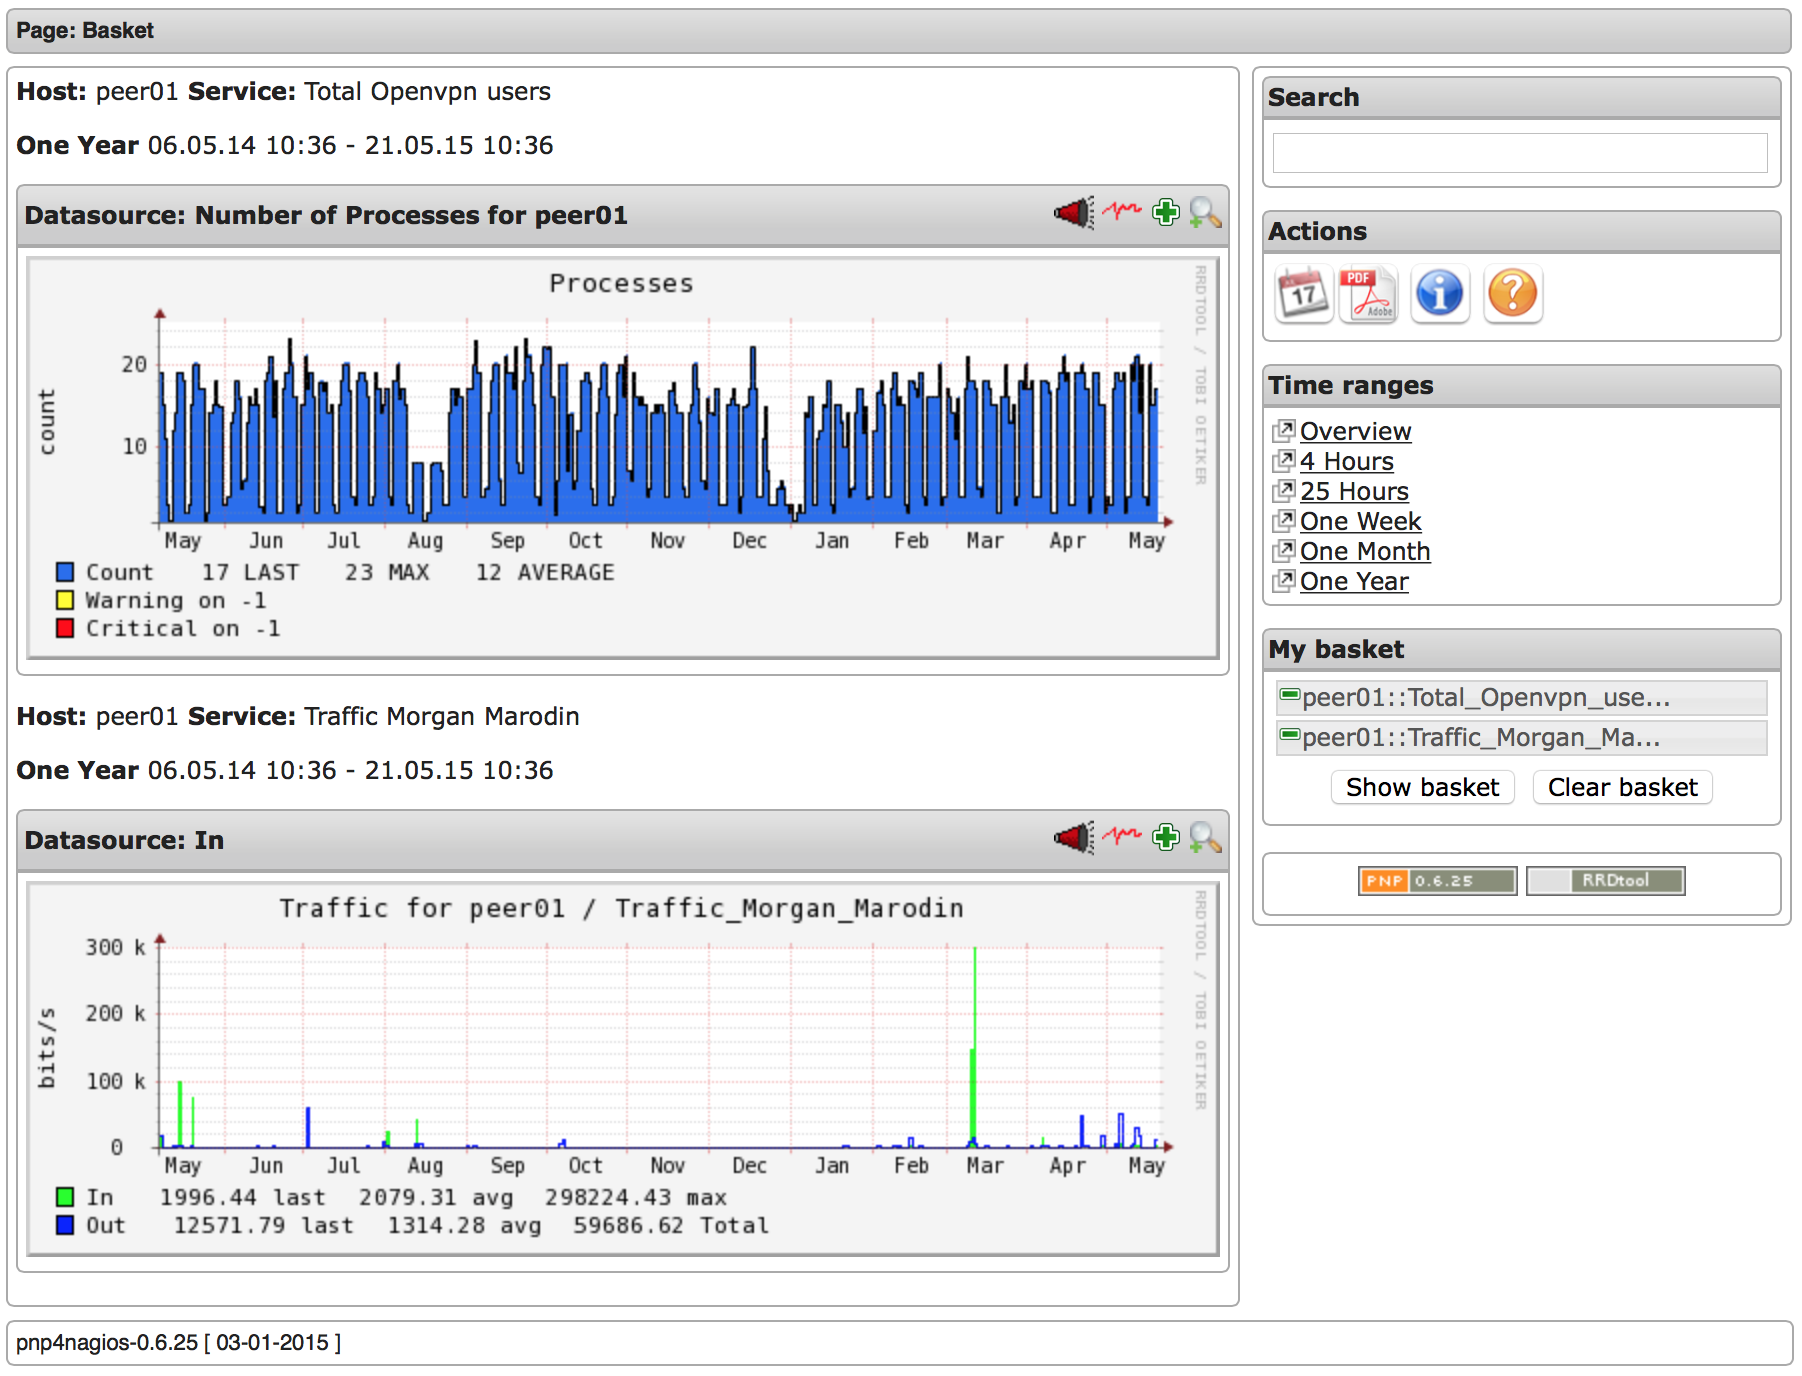 Page: Basket
Host: peer01 Service: Total Openvpn users
One Year 06.05.14 10:36 - 21.05.15 10:36
Datasource: Number of Processes for peer01
Processes
RRDTOOL / TOBI OETIKER
count
20
10
May Jun Jul Aug Sep Oct Nov Dec Jan Feb Mar Apr May
Count 17 LAST 23 MAX 12 AVERAGE
Warning on -1
Critical on -1
Host: peer01 Service: Traffic Morgan Marodin
One Year 06.05.14 10:36 - 21.05.15 10:36
Datasource: In
Traffic for peer01 / Traffic_Morgan_Marodin
RRDTOOL / TOBI OETIKER
bits/s
300 k
200 k
100 k
0
May Jun Jul Aug Sep Oct Nov Dec Jan Feb Mar Apr May
In 1996.44 last 2079.31 avg 298224.43 max
Out 12571.79 last 1314.28 avg 59686.62 Total
Search
Actions
17
PDF
Adobe
Time ranges
Overview
4 Hours
25 Hours
One Week
One Month
One Year
My basket
peer01::Total_Openvpn_use...
peer01::Traffic_Morgan_Ma...
Show basket Clear basket
PNP 0.6.25 RRDtool
pnp4nagios-0.6.25 [ 03-01-2015 ]